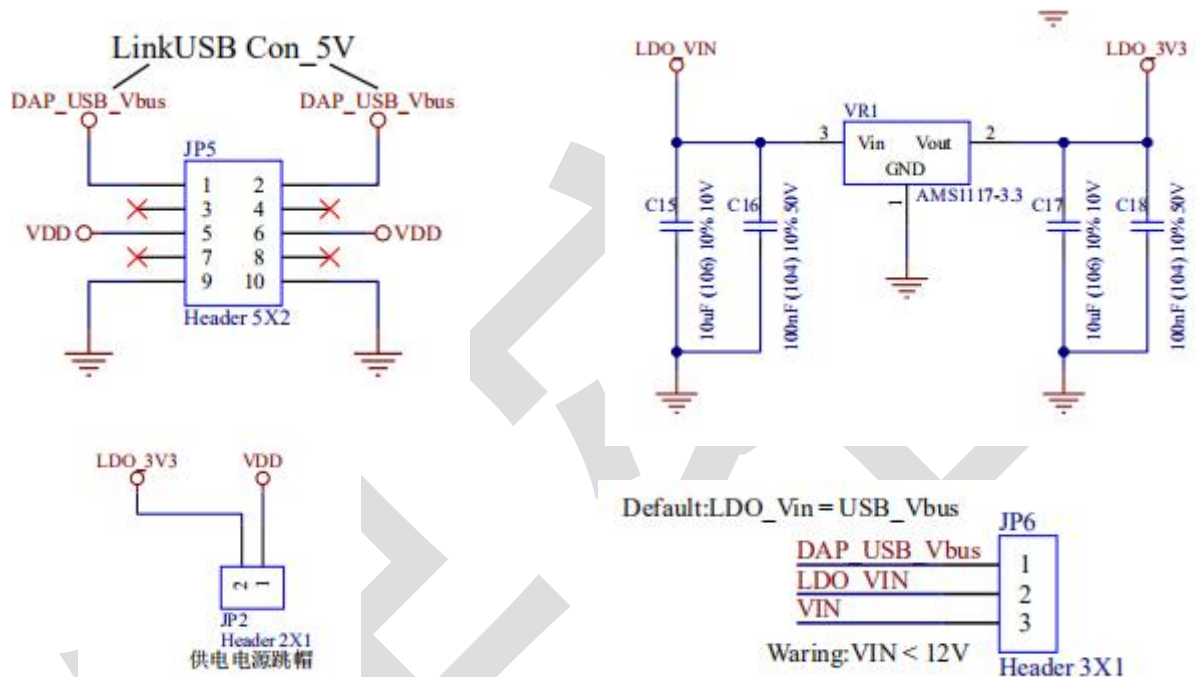 LinkUSB Con_5V
DAP_USB_Vbus
DAP_USB_Vbus
JP5
1 2
3 4
VDD 5 6 VDD
7 8
9 10
Header 5X2
LDO_VIN
LDO_3V3
VR1
3 Vin Vout 2
GND
1
AMS1117-3.3
C15
10uF (106) 10% 10V
C16
100nF (104) 10% 50V
C17
10uF (106) 10% 10V
C18
100nF (104) 10% 50V
LDO_3V3
VDD
2 1
JP2
Header 2X1
供电电源跳帽
Default:LDO_Vin = USB_Vbus
JP6
DAP_USB_Vbus 1
LDO_VIN 2
VIN 3
Waring:VIN < 12V
Header 3X1